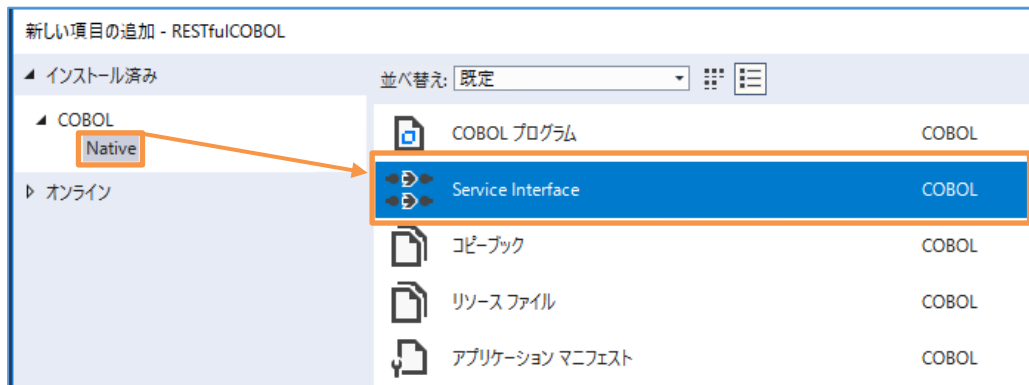 新しい項目の追加 - RESTfulCOBOL
インストール済み
並べ替え: 既定
COBOL
Native
オンライン
COBOL プログラム COBOL
Service Interface COBOL
コピーブック COBOL
リソース ファイル COBOL
アプリケーション マニフェスト COBOL